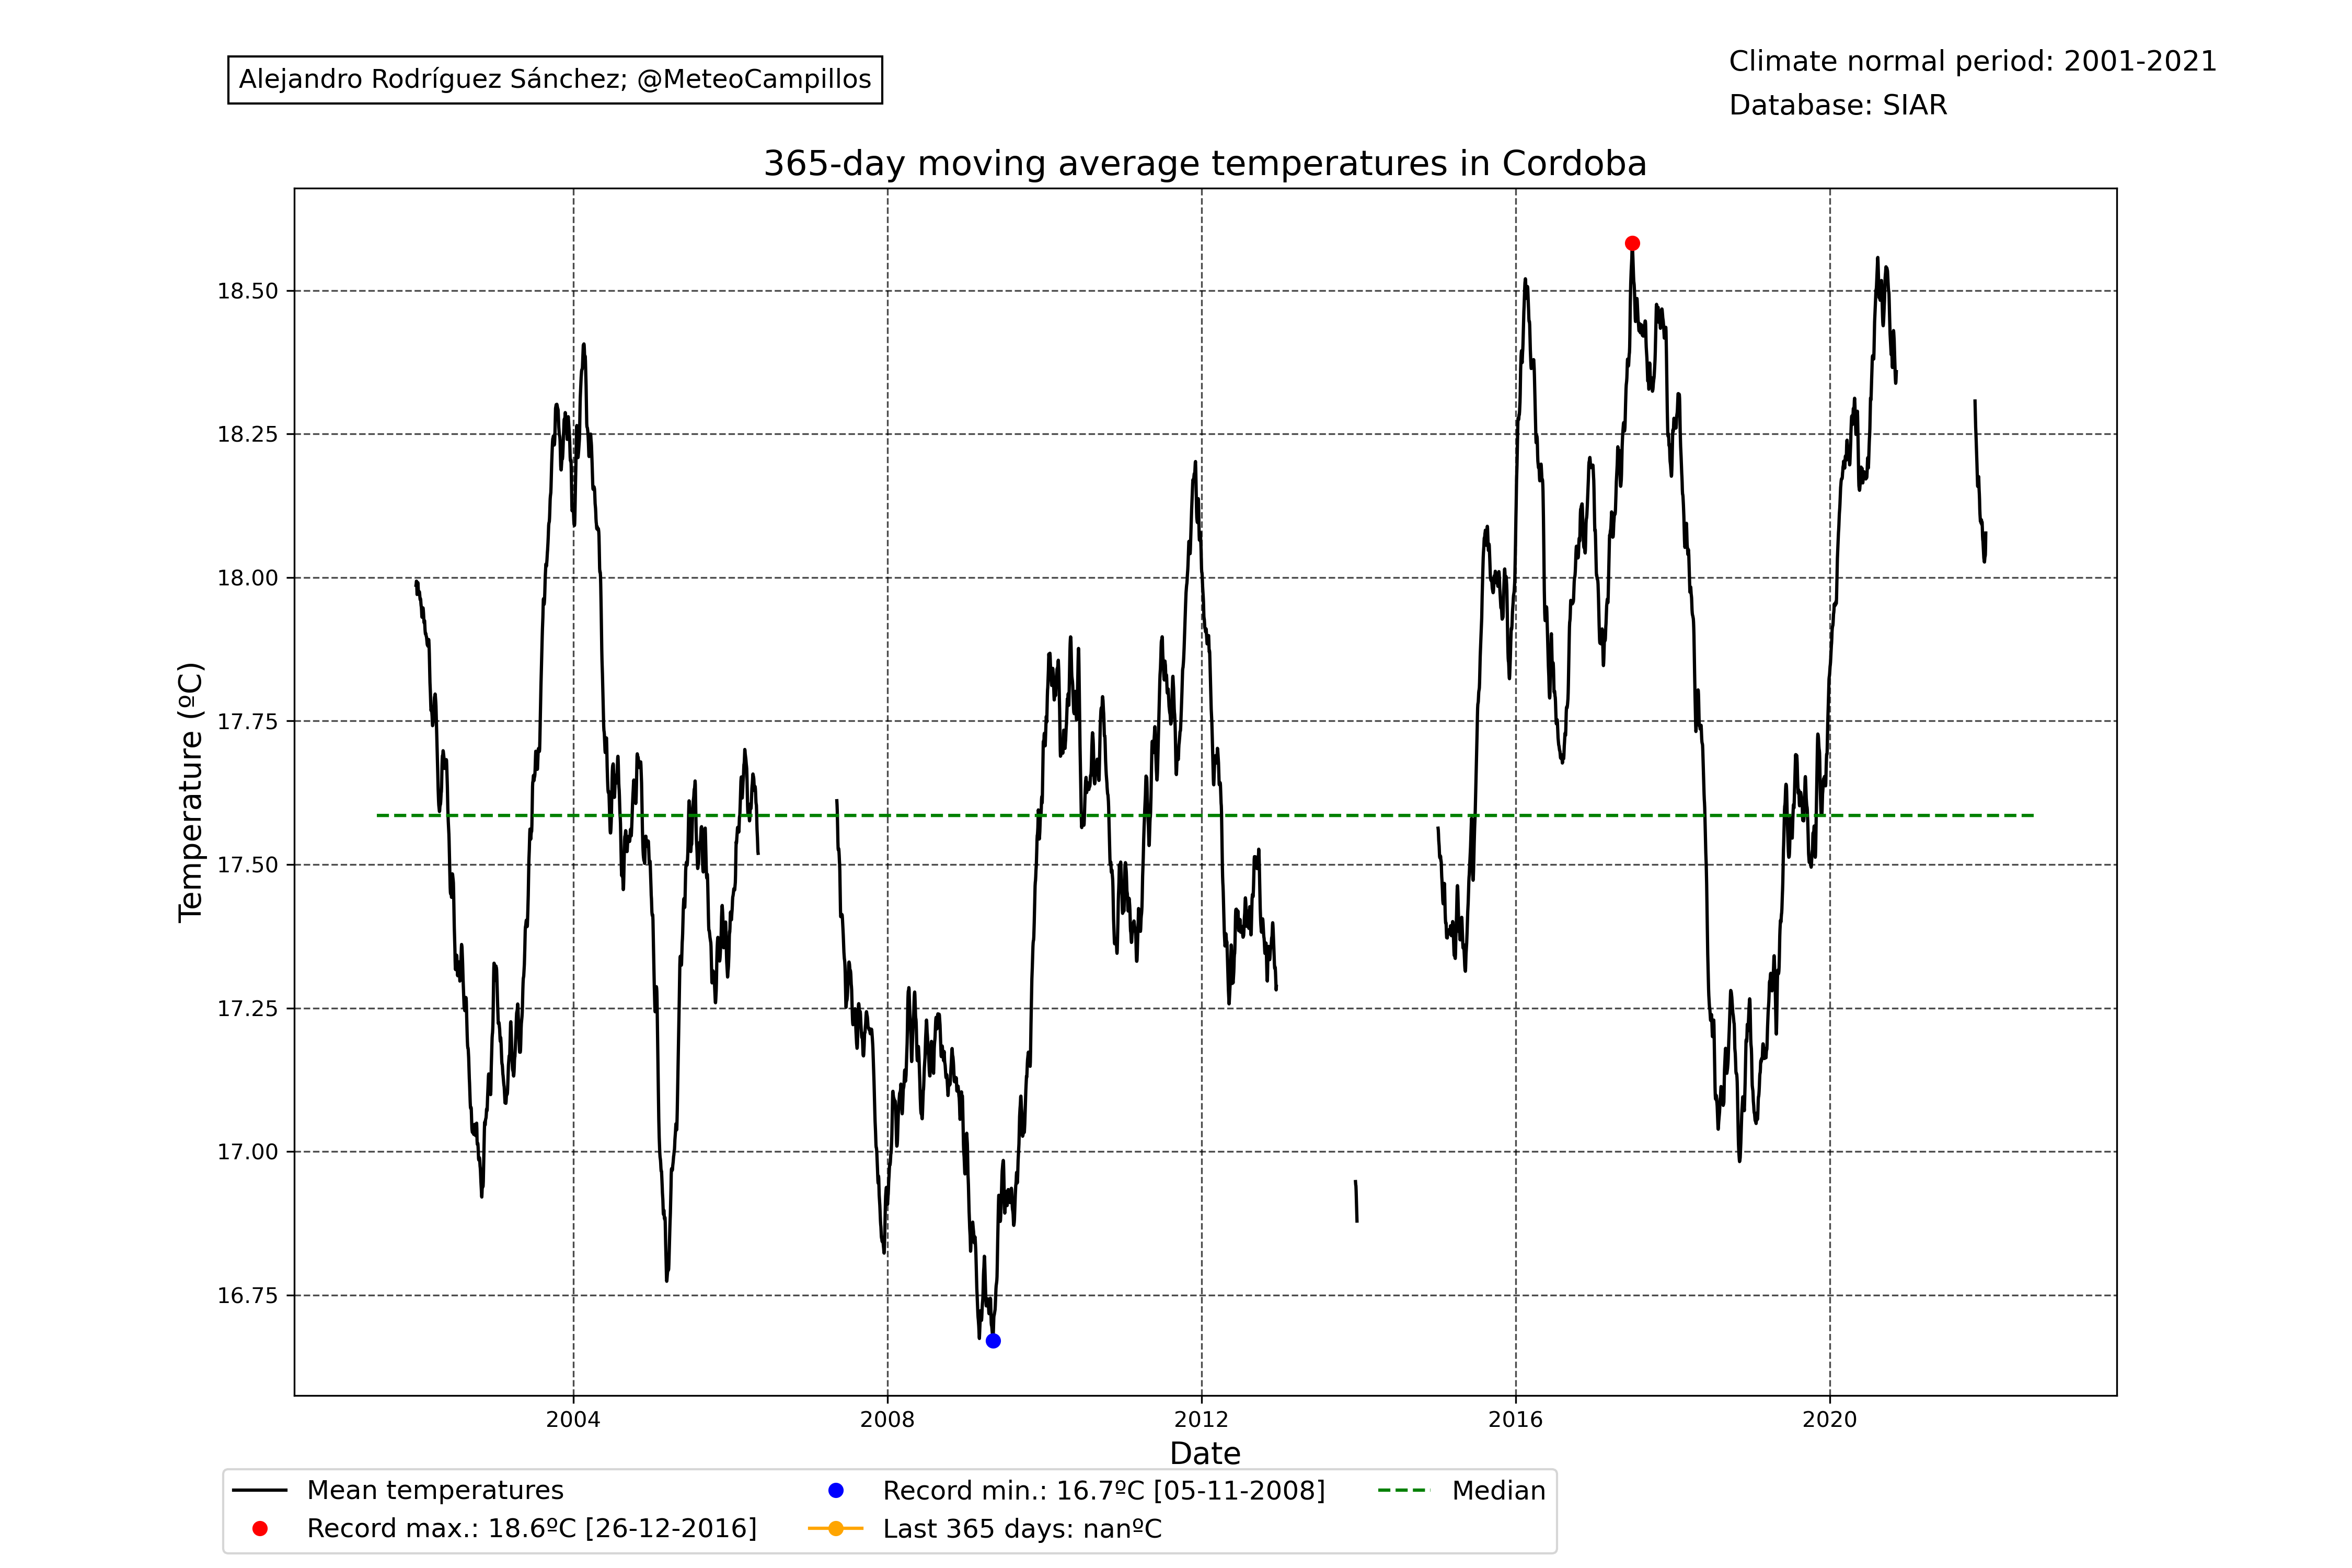 Alejandro Rodríguez Sánchez; @MeteoCampillos
Climate normal period: 2001-2021
Database: SIAR
365-day moving average temperatures in Cordoba
18.50
18.25
18.00
17.75
17.50
17.25
17.00
16.75
Temperature (ºC)
2004 2008 2012 2016 2020
Date
Mean temperatures
Record max.: 18.6ºC [26-12-2016]
Record min.: 16.7ºC [05-11-2008]
Last 365 days: nanºC
Median